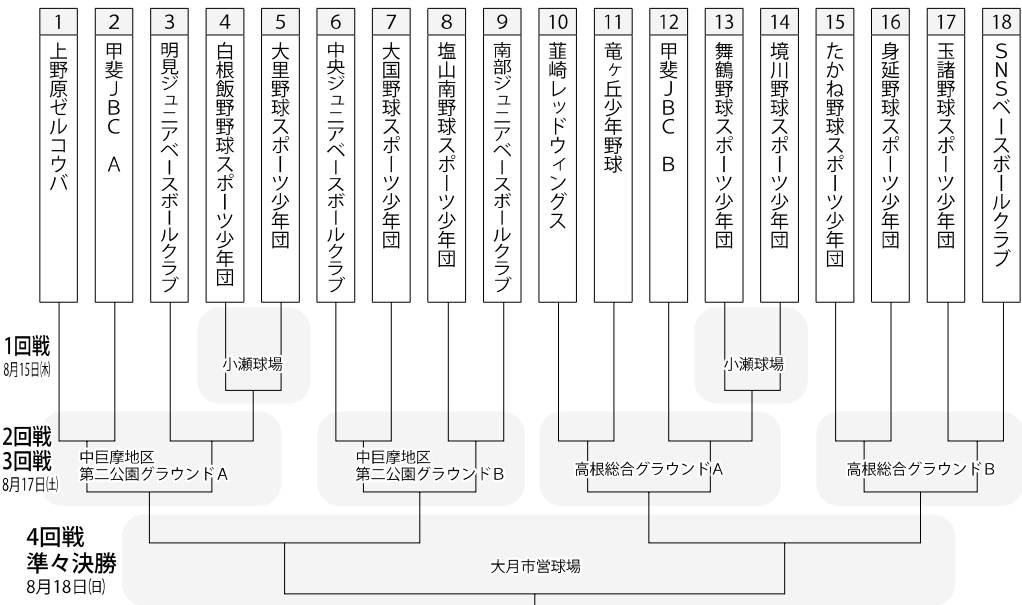 1
上野原ゼルコウバ
2
甲斐JBC A
3
明見ジュニアベースボールクラブ
4
白根飯野野球スポーツ少年団
5
大里野球スポーツ少年団
6
中央ジュニアベースボールクラブ
7
大国野球スポーツ少年団
8
塩山南野球スポーツ少年団
9
南部ジュニアベースボールクラブ
10
韮崎レッドウィングス
11
竜ヶ丘少年野球
12
甲斐JBC B
13
舞鶴野球スポーツ少年団
14
境川野球スポーツ少年団
15
たかね野球スポーツ少年団
16
身延野球スポーツ少年団
17
玉諸野球スポーツ少年団
18
SNSベースボールクラブ
1回戦
8月15日㈭
小瀬球場
小瀬球場
2回戦
3回戦
8月17日㈯
中巨摩地区
第二公園グラウンドA
中巨摩地区
第二公園グラウンドB
高根総合グラウンドA
高根総合グラウンドB
4回戦
準々決勝
8月18日㈰
大月市営球場